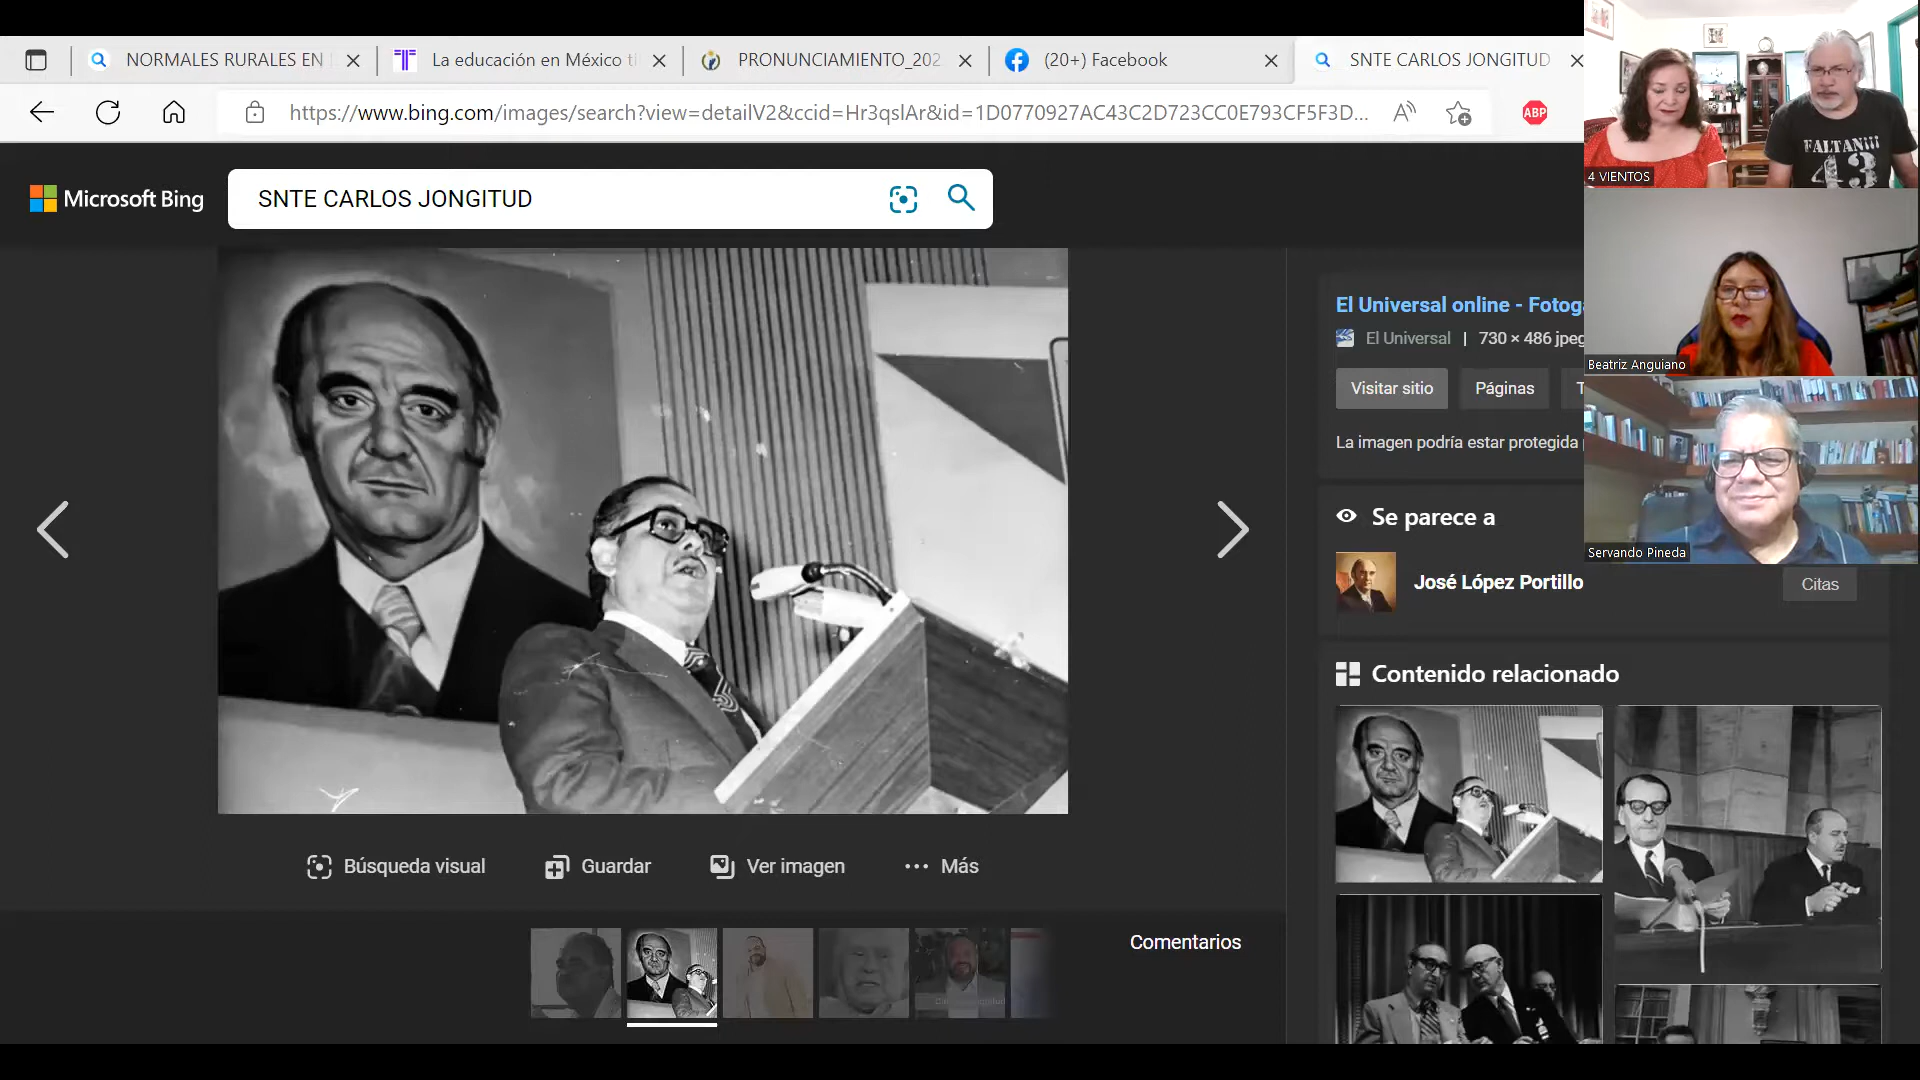 NORMALES RURALES EN
La educación en México ti
PRONUNCIAMIENTO_202
(20+) Facebook
SNTE CARLOS JONGITUD
https://www.bing.com/images/search?view=detailV2&ccid=Hr3qslAr&id=1D0770927AC43C2D723CC0E793CF5F3D...
A))
ABP
Microsoft Bing
SNTE CARLOS JONGITUD
FALTAN!!!
43
4 VIENTOS
Beatriz Anguiano
Servando Pineda
El Universal online - Fotoga
El Universal | 730 × 486 jpeg
Visitar sitio
Páginas
T
La imagen podría estar protegida
Se parece a
José López Portillo
Citas
Contenido relacionado
Búsqueda visual
Guardar
Ver imagen
Más
Comentarios